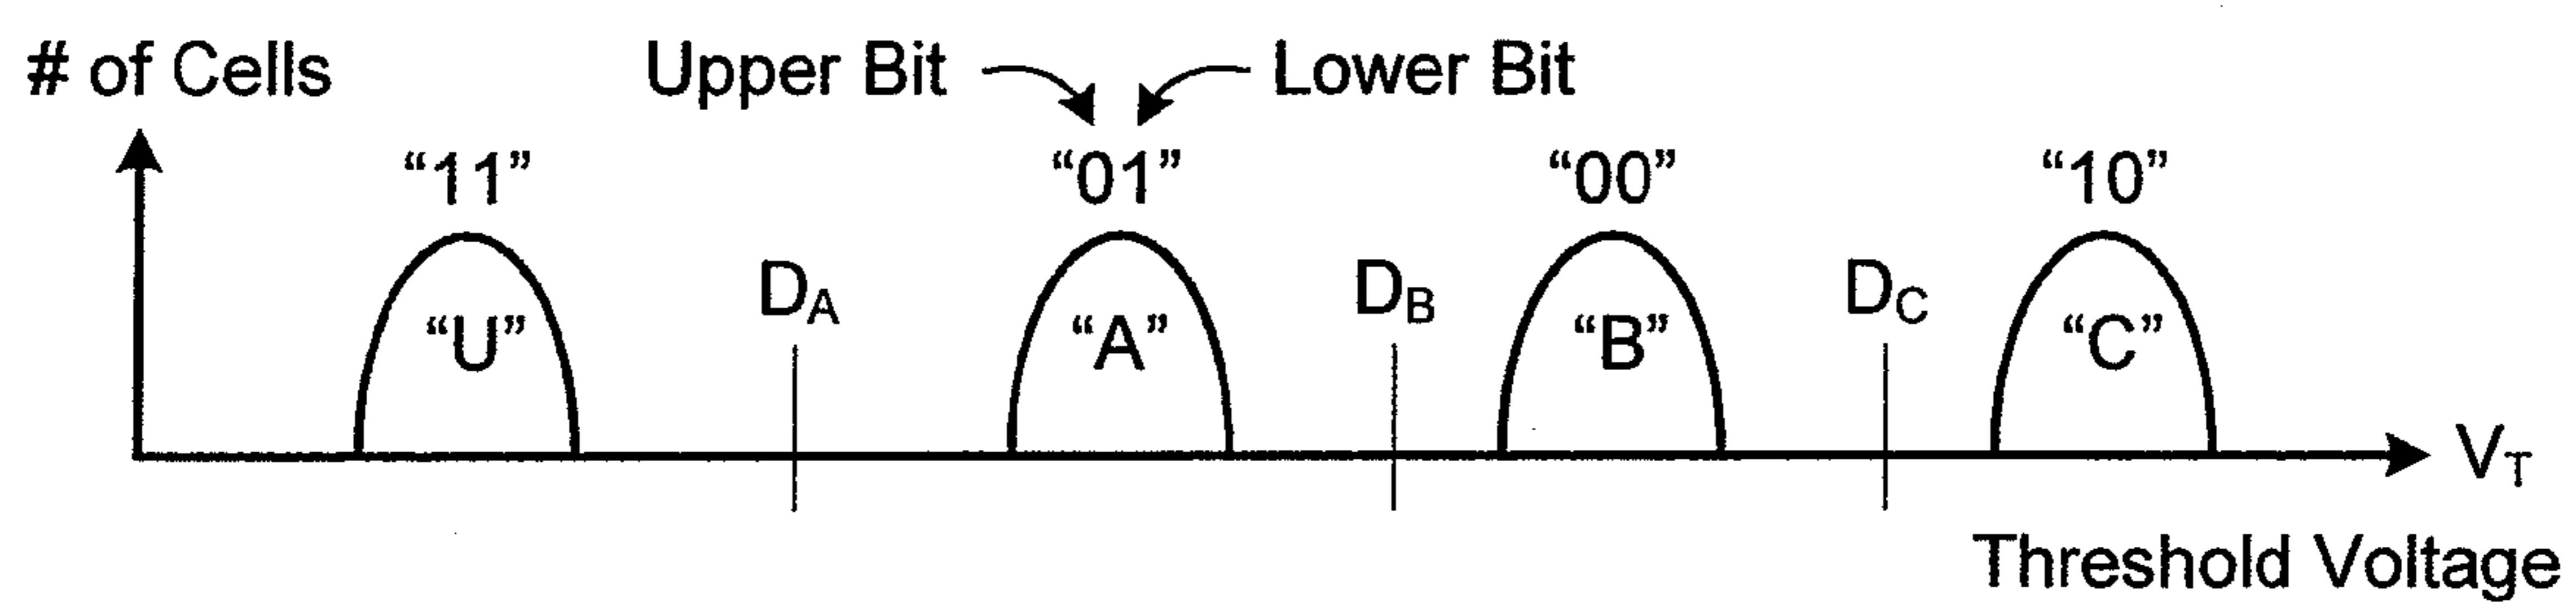 # of Cells
Upper Bit
Lower Bit
“11”
“01”
“00”
“10”
“U”
DA
“A”
DB
“B”
DC
“C”
VT
Threshold Voltage